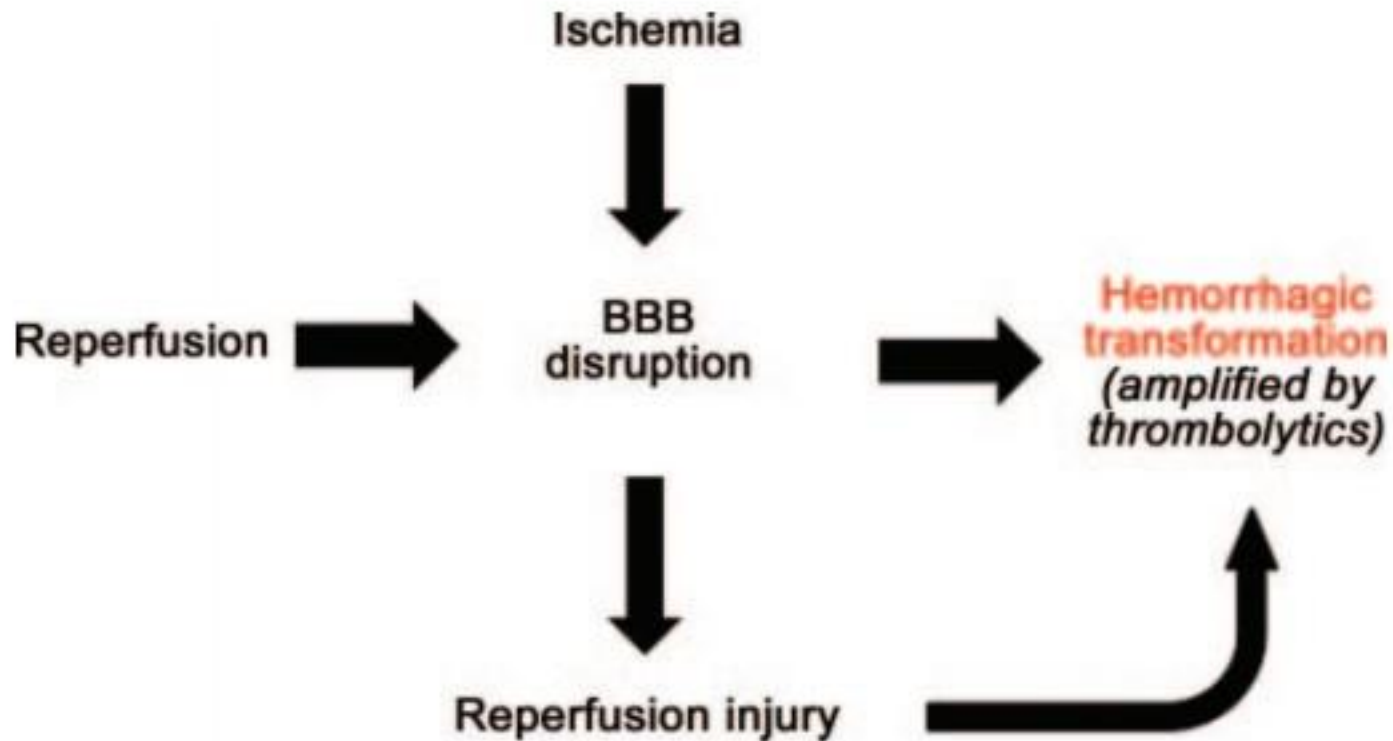 Ischemia
Reperfusion
BBB
disruption
Hemorrhagic
transformation
(amplified by
thrombolytics)
Reperfusion injury